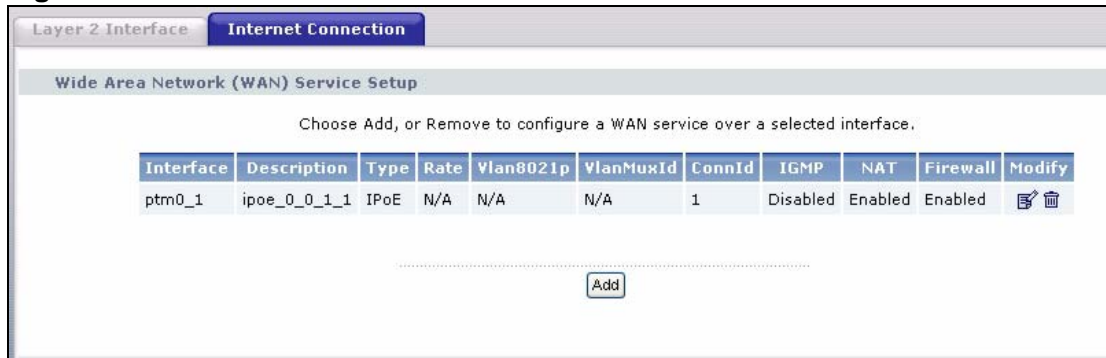 Layer 2 Interface Internet Connection
Wide Area Network (WAN) Service Setup
Choose Add, or Remove to configure a WAN service over a selected interface.
Interface Description Type Rate Vlan8021p VlanMuxId ConnId IGMP NAT Firewall Modify
ptm0_1 ipoe_0_0_1_1 IPoE N/A N/A N/A 1 Disabled Enabled Enabled
Add